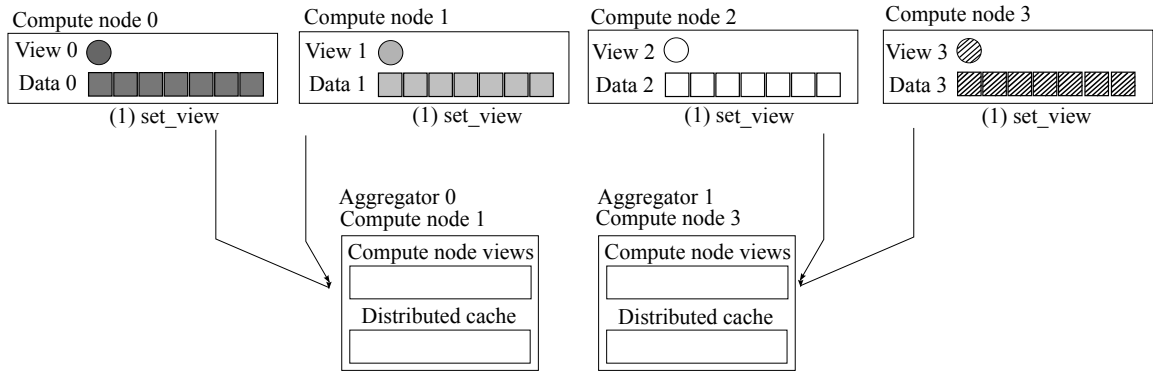 Compute node 0
View 0
Data 0
(1) set_view
Compute node 1
View 1
Data 1
(1) set_view
Compute node 2
View 2
Data 2
(1) set_view
Compute node 3
View 3
Data 3
(1) set_view
Aggregator 0
Compute node 1
Compute node views
Distributed cache
Aggregator 1
Compute node 3
Compute node views
Distributed cache